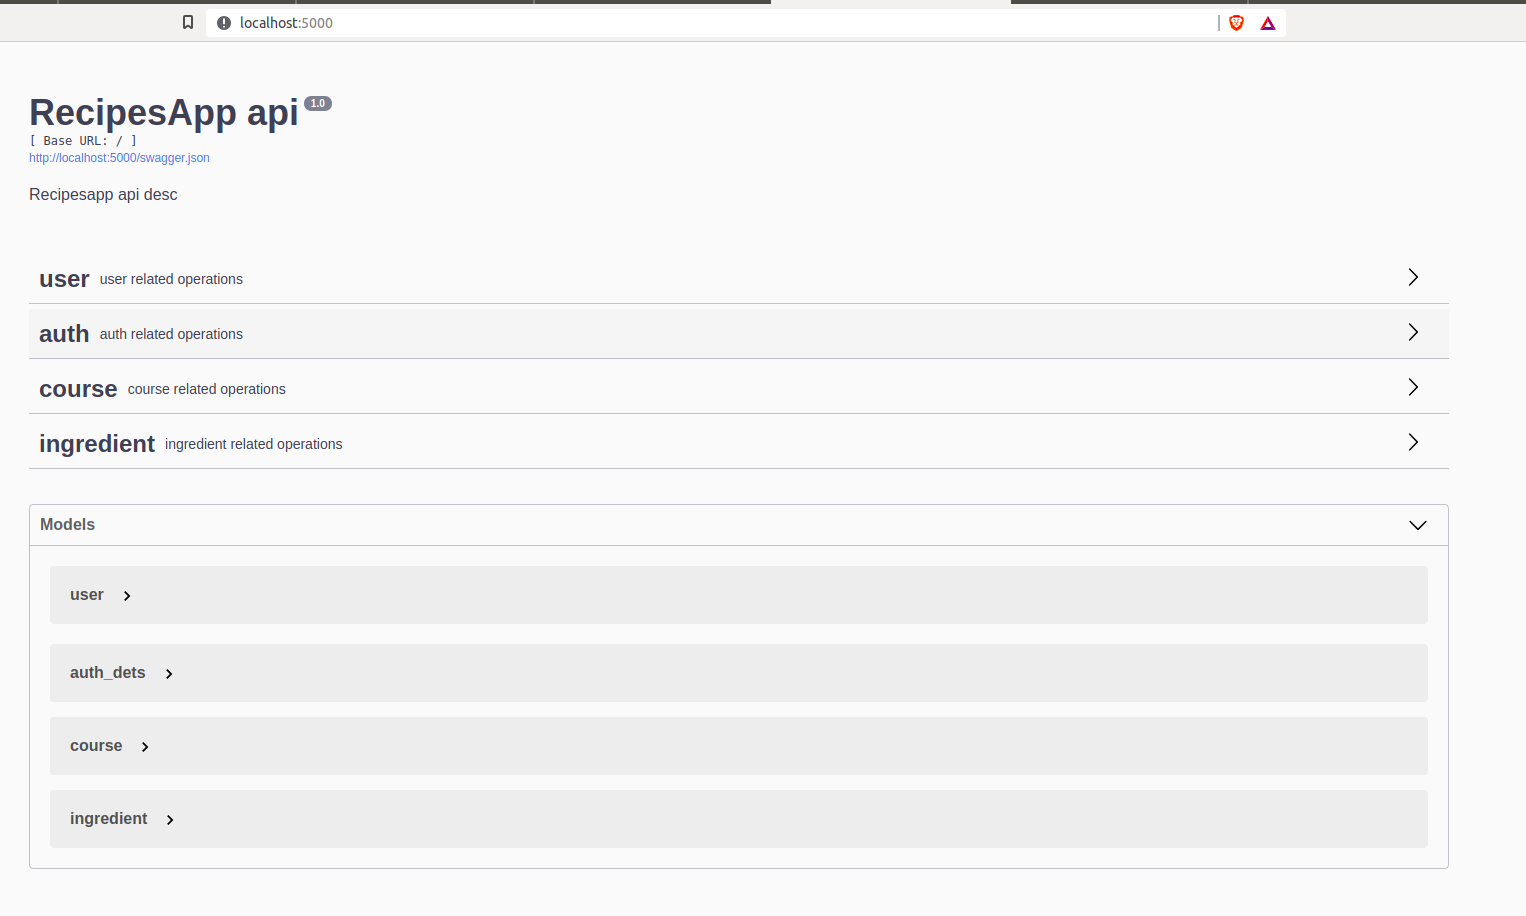 localhost:5000
RecipesApp api 1.0
[ Base URL: / ]
http://localhost:5000/swagger.json
Recipesapp api desc
user user related operations
auth auth related operations
course course related operations
ingredient ingredient related operations
Models
user
auth_dets
course
ingredient